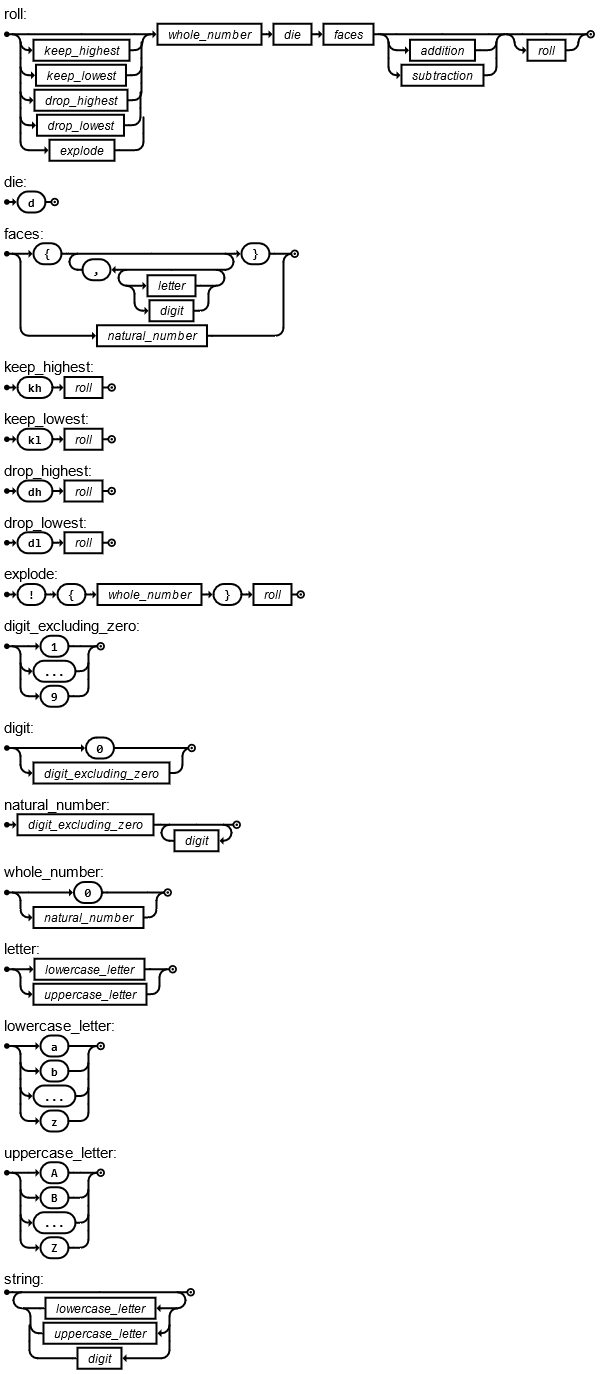 roll:
whole_number die faces
keep_highest addition roll
keep_lowest subtraction
drop_highest
drop_lowest
explode
die:
d
faces:
{ }
,
letter
digit
natural_number
keep_highest:
kh roll
keep_lowest:
kl roll
drop_highest:
dh roll
drop_lowest:
dl roll
explode:
! { whole_number } roll
digit_excluding_zero:
1
...
9
digit:
0
digit_excluding_zero
natural_number:
digit_excluding_zero
digit
whole_number:
0
natural_number
letter:
lowercase_letter
uppercase_letter
lowercase_letter:
a
b
...
z
uppercase_letter:
A
B
...
Z
string:
lowercase_letter
uppercase_letter
digit